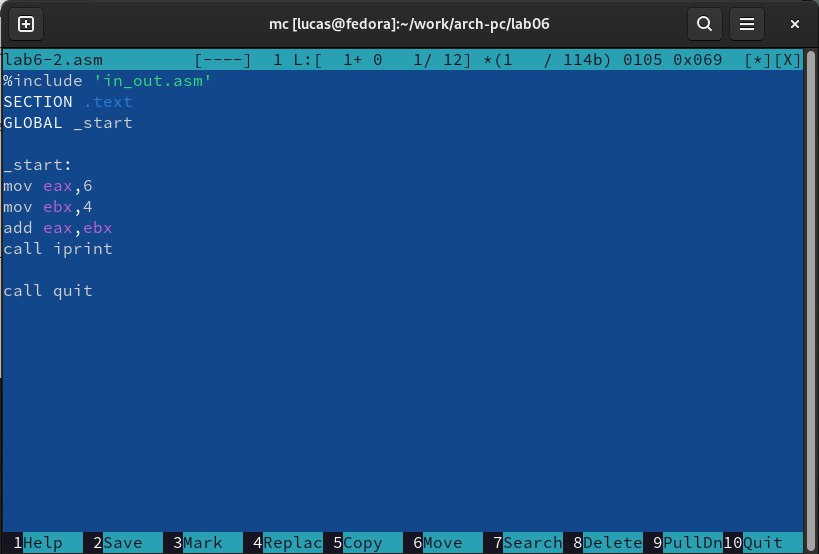 mc [lucas@fedora]:~/work/arch-pc/lab06
lab6-2.asm [----] 1 L:[ 1+ 0 1/ 12] *(1 / 114b) 0105 0x069 [*][X]
%include 'in_out.asm'
SECTION .text
GLOBAL _start
_start:
mov eax,6
mov ebx,4
add eax,ebx
call iprint
call quit
1Help 2Save 3Mark 4Replac 5Copy 6Move 7Search 8Delete 9PullDn 10Quit